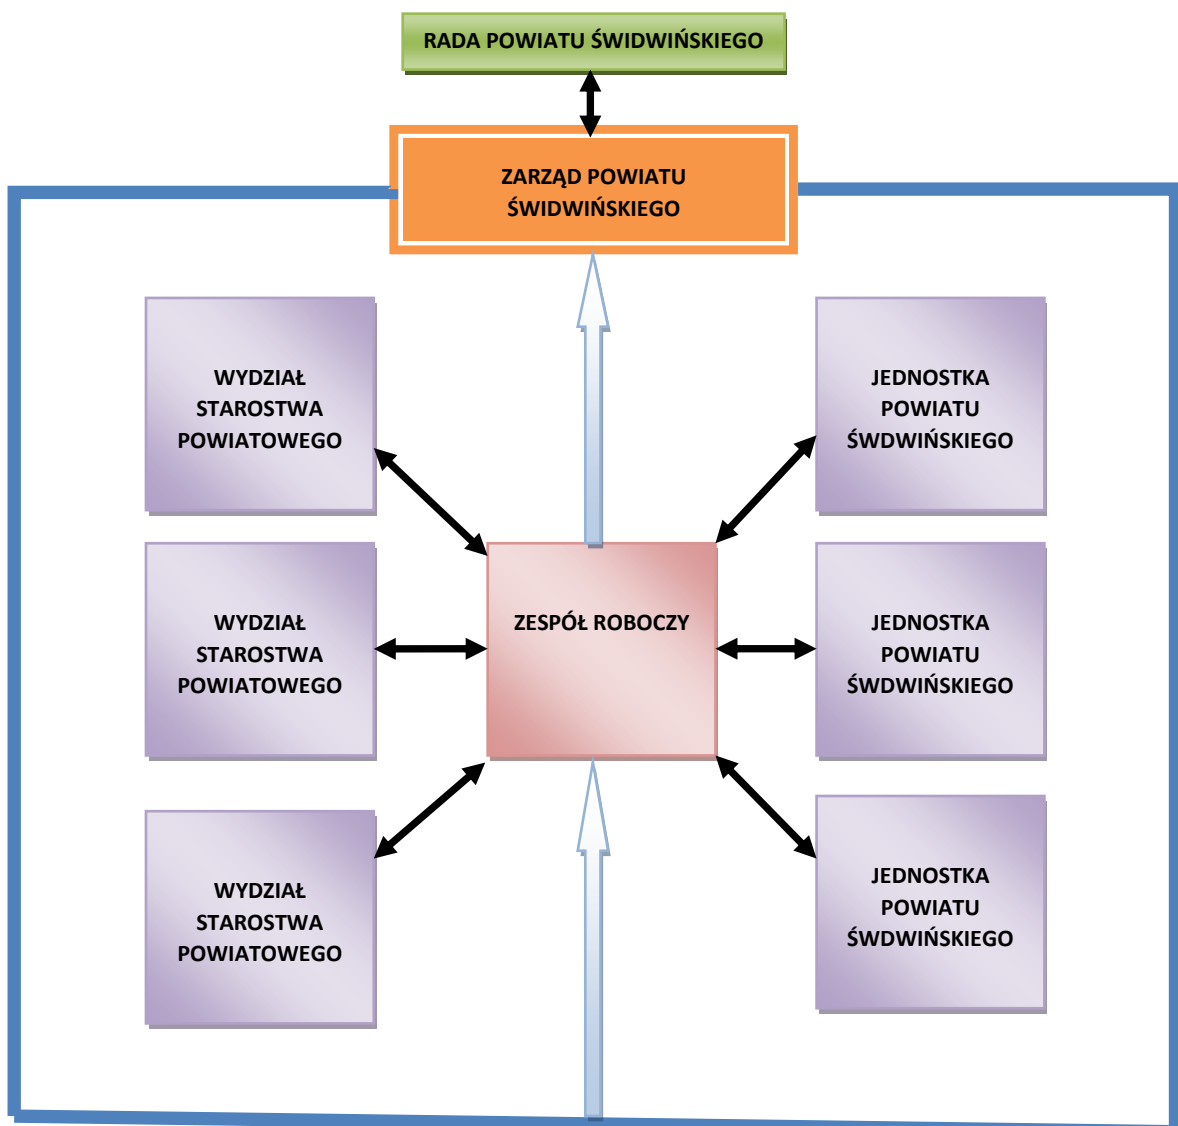 RADA POWIATU ŚWIDWIŃSKIEGO
ZARZĄD POWIATU
ŚWIDWIŃSKIEGO
WYDZIAŁ
STAROSTWA
POWIATOWEGO
JEDNOSTKA
POWIATU
ŚWDWIŃSKIEGO
WYDZIAŁ
STAROSTWA
POWIATOWEGO
ZESPÓŁ ROBOCZY
JEDNOSTKA
POWIATU
ŚWDWIŃSKIEGO
WYDZIAŁ
STAROSTWA
POWIATOWEGO
JEDNOSTKA
POWIATU
ŚWDWIŃSKIEGO